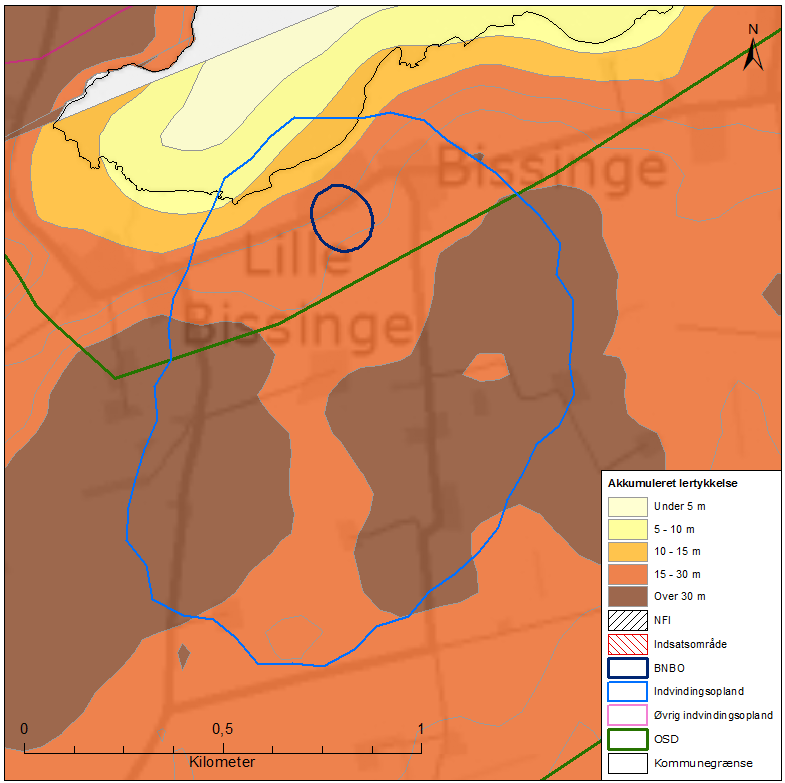 N
Bissinge
Lille
Bissinge
Akkumuleret lertykkelse
Under 5 m
5 - 10 m
10 - 15 m
15 - 30 m
Over 30 m
NFI
Indsatsområde
BNBO
Indvindingsopland
Øvrig indvindingsopland
OSD
Kommunegrænse
0 0,5 1
Kilometer